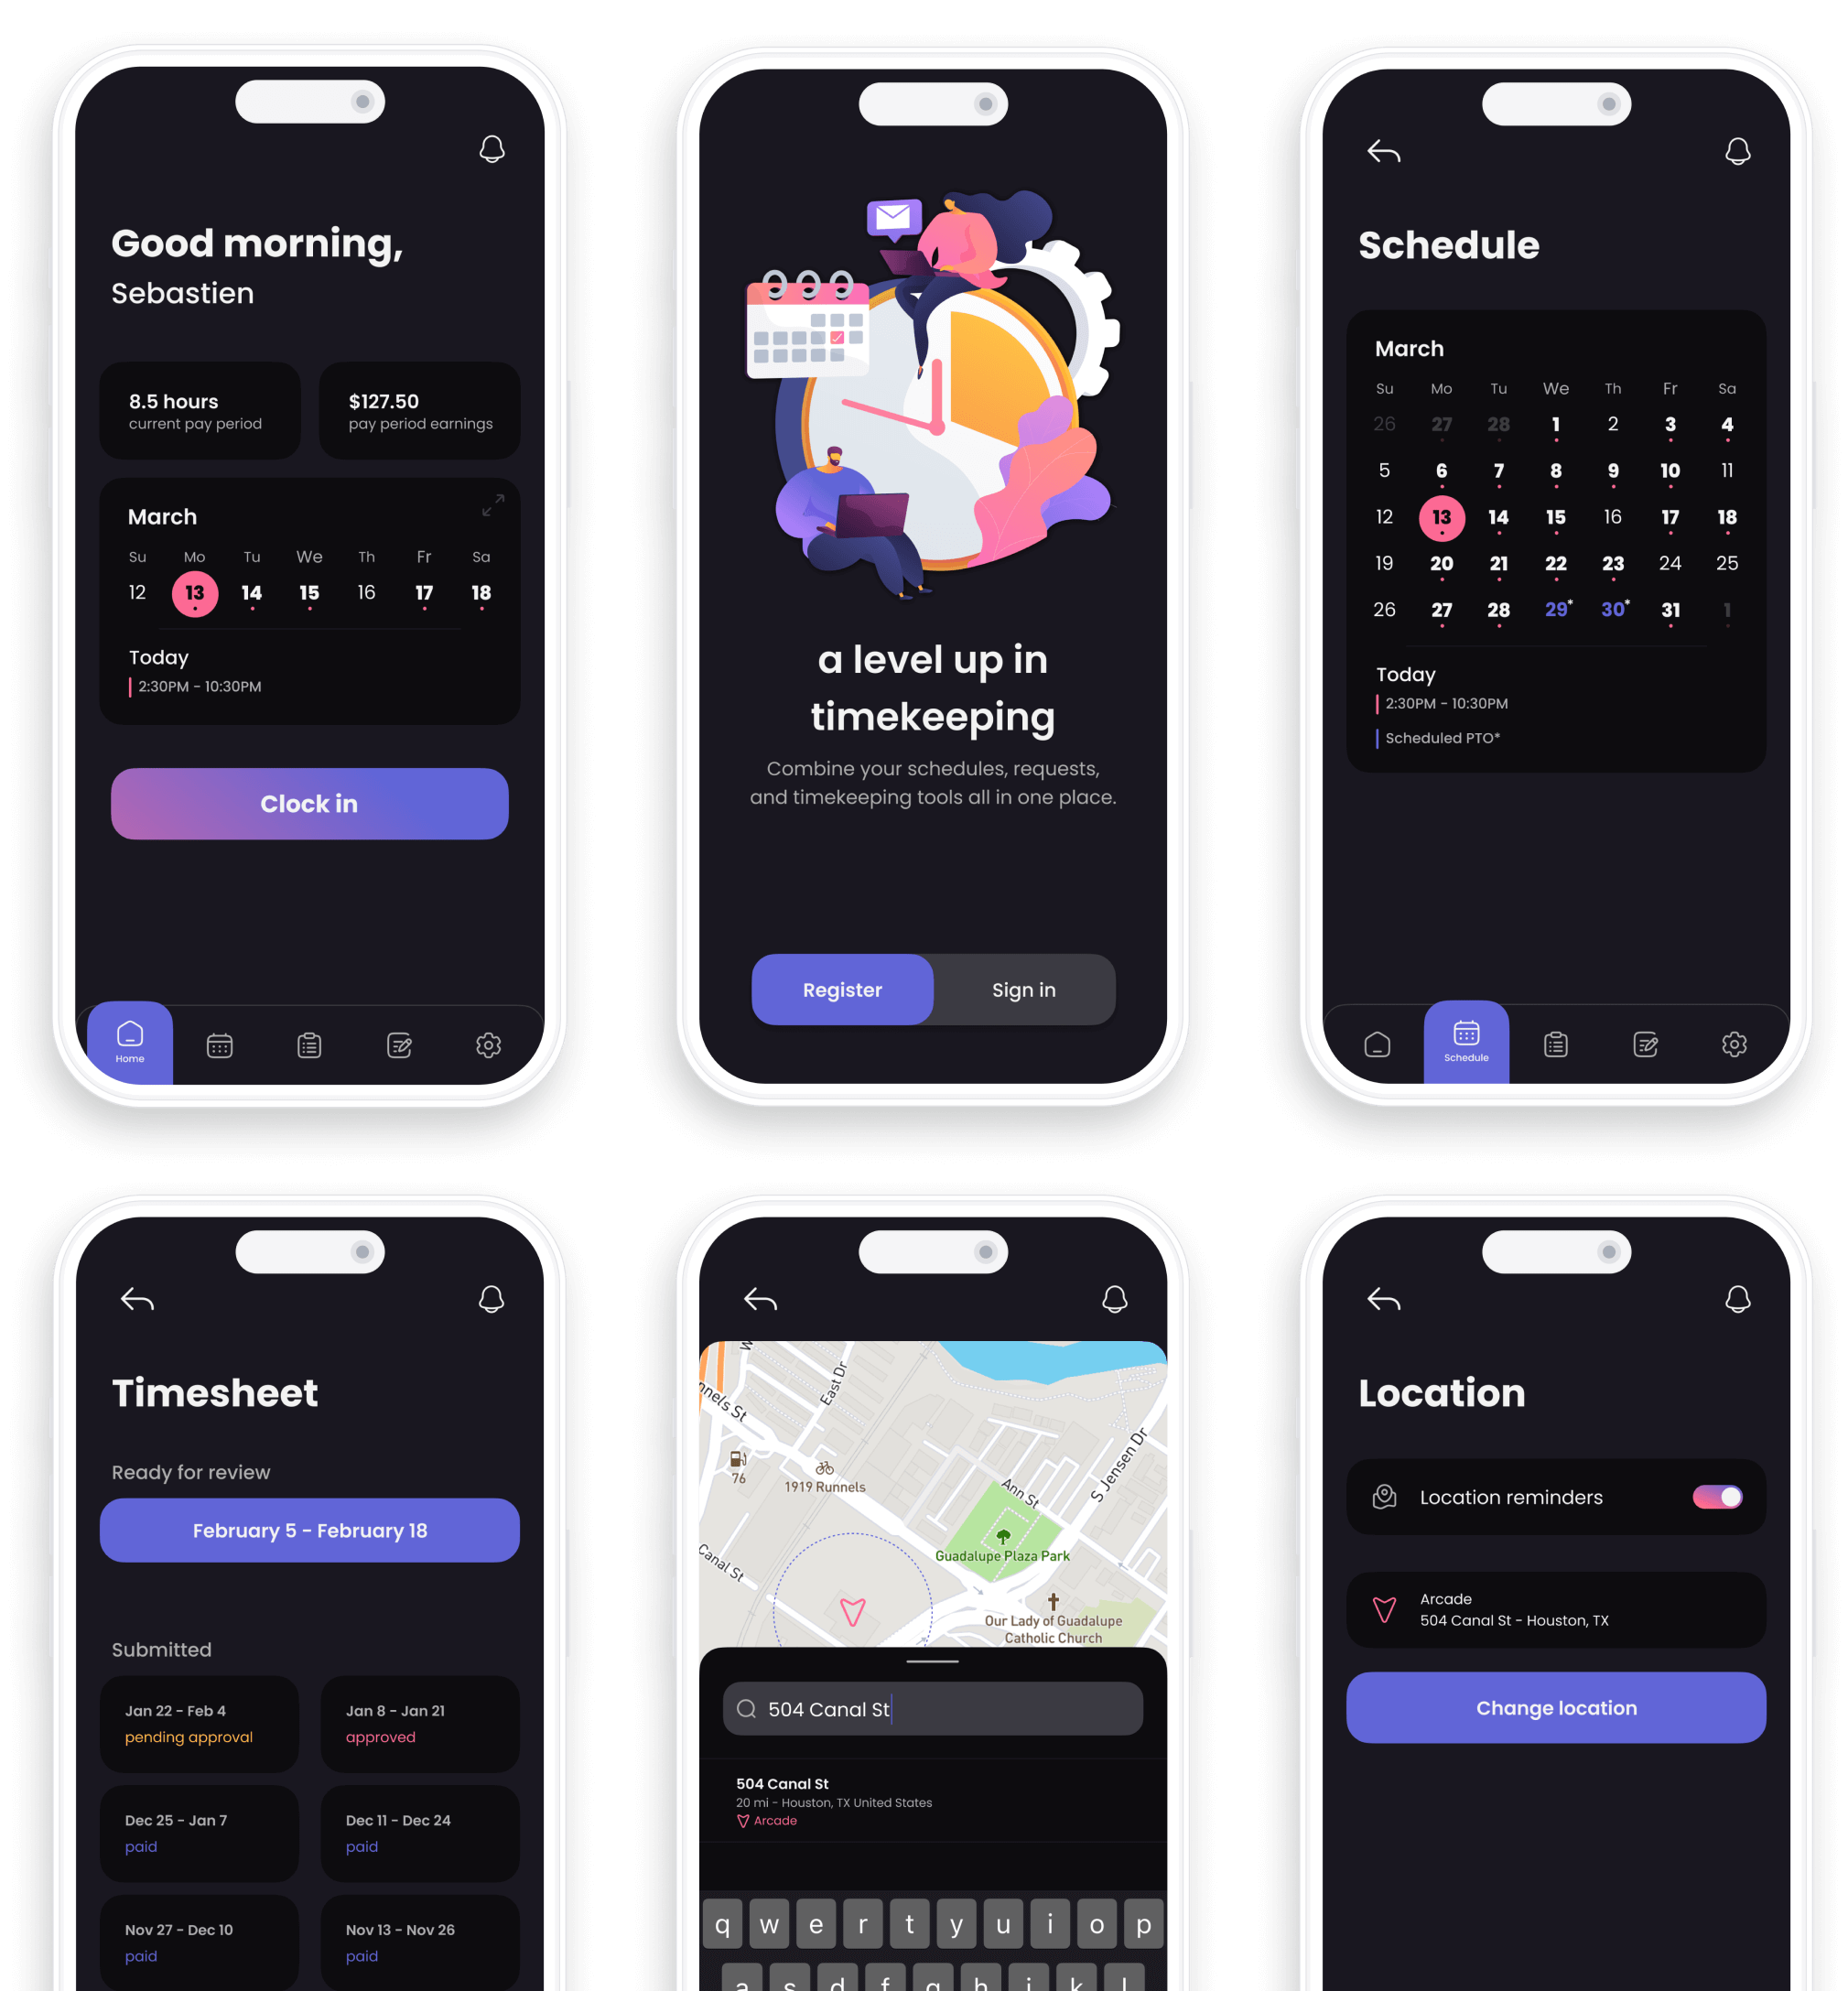 Good morning,
Sebastien
8.5 hours
current pay period
$127.50
pay period earnings
March
Su Mo Tu We Th Fr Sa
12 13 14 15 16 17 18
Today
2:30PM - 10:30PM
Clock in
Home
a level up in
timekeeping
Combine your schedules, requests,
and timekeeping tools all in one place.
Register
Sign in
Schedule
March
Su Mo Tu We Th Fr Sa
26 27 28 1 2 3 4
5 6 7 8 9 10 11
12 13 14 15 16 17 18
19 20 21 22 23 24 25
26 27 28 29* 30* 31 1
Today
2:30PM - 10:30PM
Scheduled PTO*
Schedule
Timesheet
Ready for review
February 5 - February 18
Submitted
Jan 22 - Feb 4
pending approval
Jan 8 - Jan 21
approved
Dec 25 - Jan 7
paid
Dec 11 - Dec 24
paid
Nov 27 - Dec 10
paid
Nov 13 - Nov 26
paid
W
East Dr
nnels St
76
1919 Runnels
S Jensen Dr
Ann St
Guadalupe Plaza Park
Canal St
Our Lady of Guadalupe
Catholic Church
504 Canal St
504 Canal St
20 mi - Houston, TX United States
Arcade
q w e r t y u i o p
a s d f g h j k l
Location
Location reminders
Arcade
504 Canal St - Houston, TX
Change location